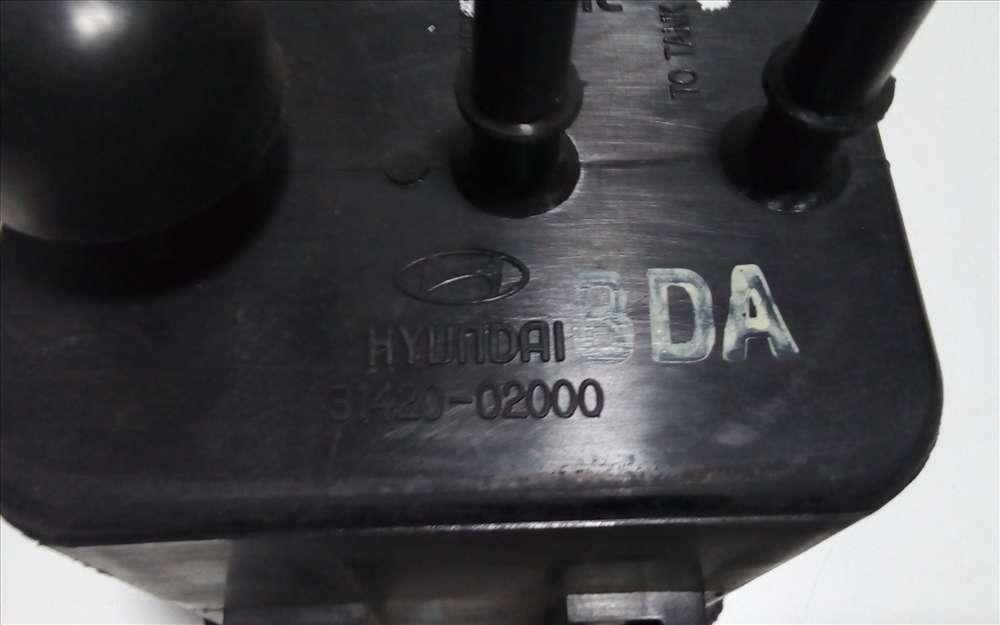 TO TANK
HYUNDAI BDA
31420-02000